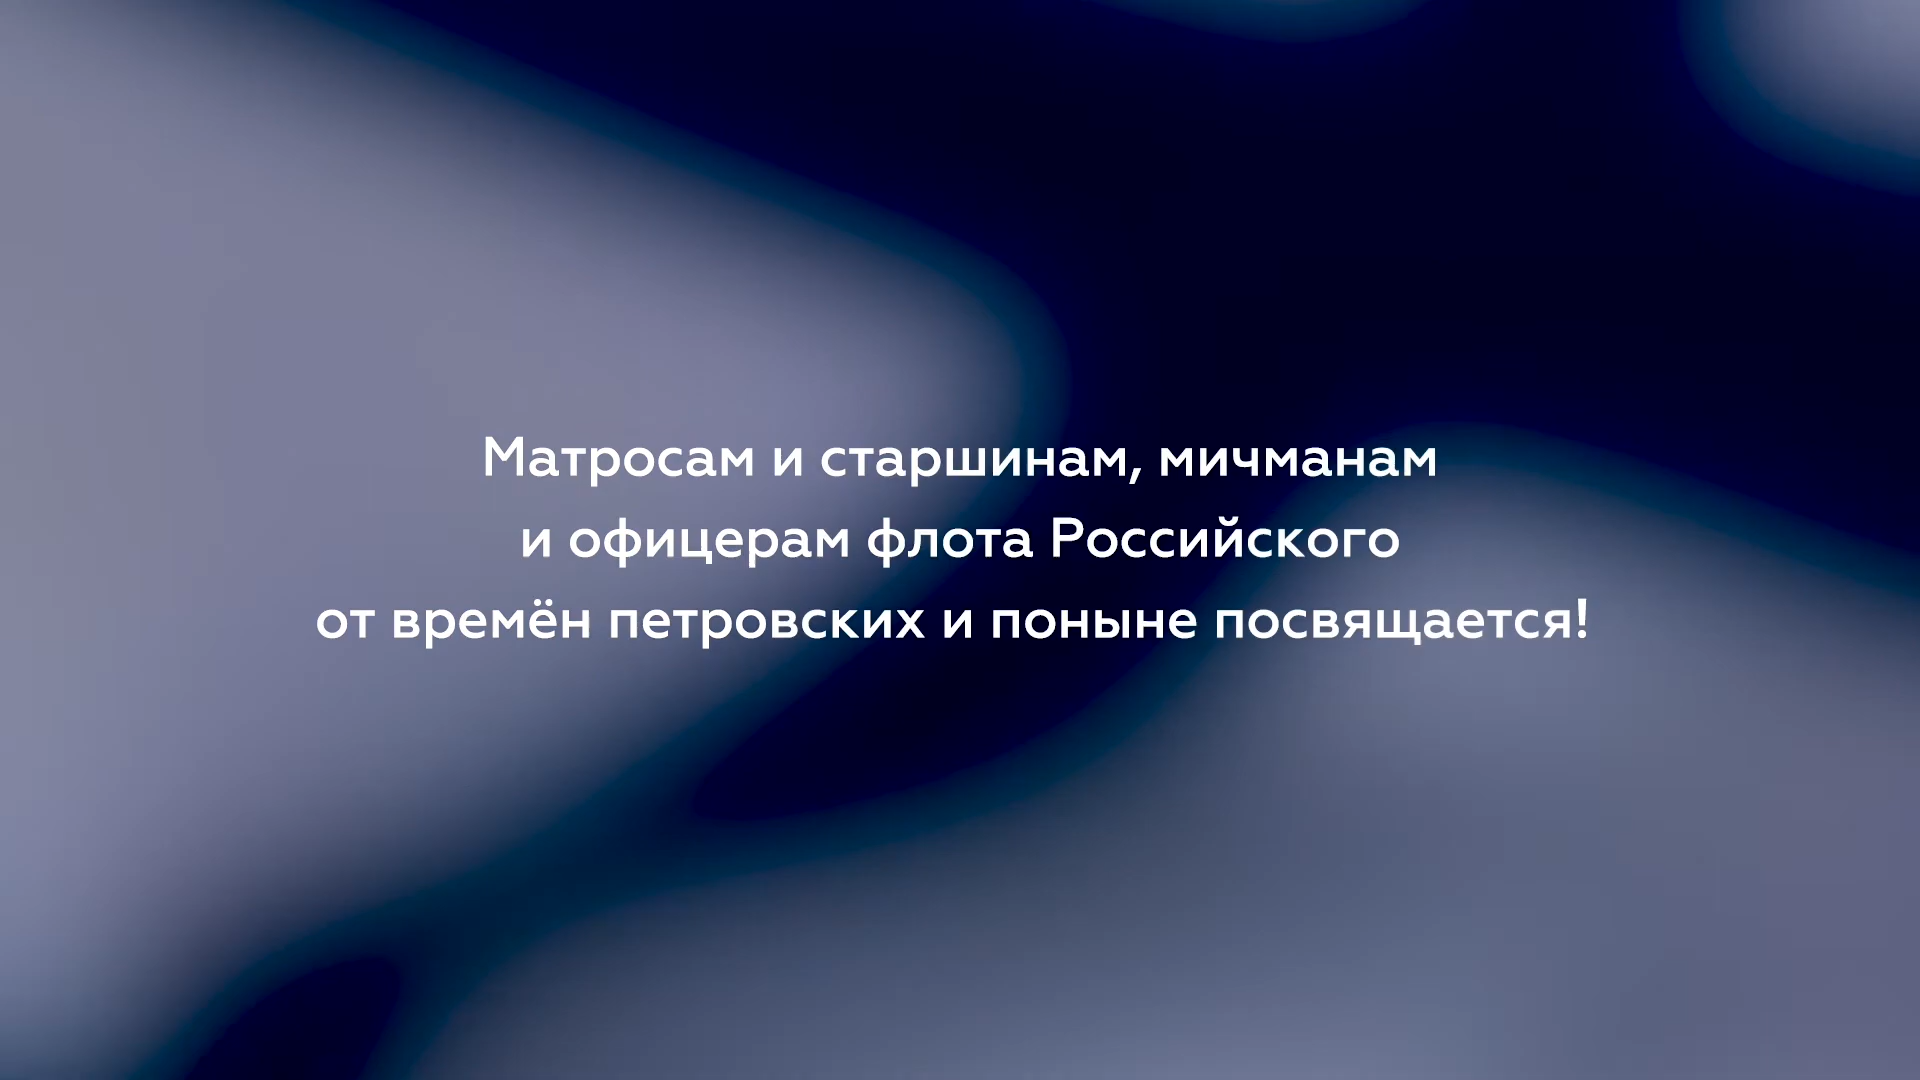 Матросам и старшинам, мичманам
и офицерам флота Российского
от времён петровских и поныне посвящается!